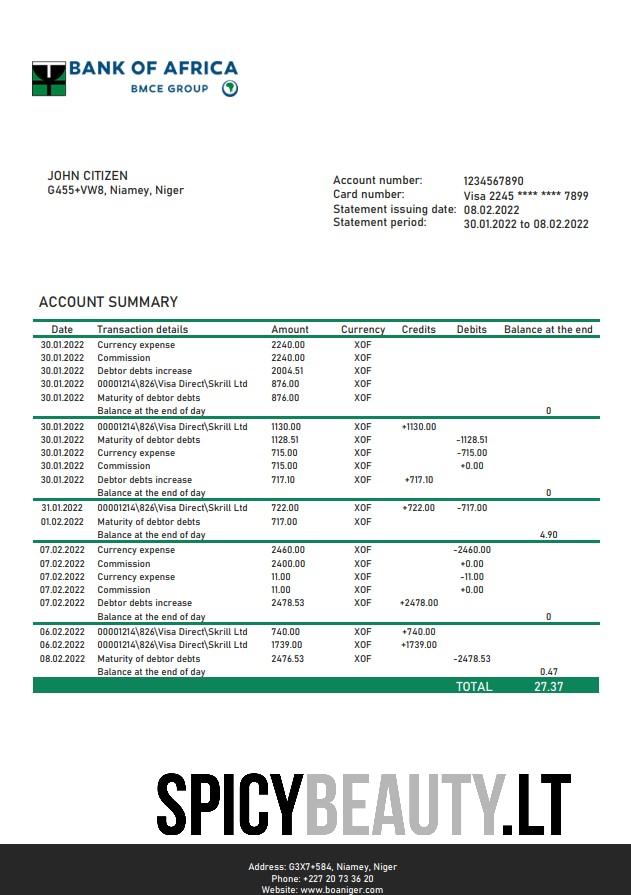 BANK OF AFRICA
BMCE GROUP
JOHN CITIZEN
G455+VW8, Niamey, Niger
Account number: 1234567890
Card number: Visa 2245 **** **** 7899
Statement issuing date: 08.02.2022
Statement period: 30.01.2022 to 08.02.2022
ACCOUNT SUMMARY
Date Transaction details Amount Currency Credits Debits Balance at the end
30.01.2022 Currency expense 2240.00 XOF
30.01.2022 Commission 2240.00 XOF
30.01.2022 Debtor debts increase 2004.51 XOF
30.01.2022 00001214\826\Visa Direct\Skrill Ltd 876.00 XOF
30.01.2022 Maturity of debtor debts 876.00 XOF
Balance at the end of day 0
30.01.2022 00001214\826\Visa Direct\Skrill Ltd 1130.00 XOF +1130.00
30.01.2022 Maturity of debtor debts 1128.51 XOF -1128.51
30.01.2022 Currency expense 715.00 XOF -715.00
30.01.2022 Commission 715.00 XOF +0.00
30.01.2022 Debtor debts increase 717.10 XOF +717.10
Balance at the end of day 0
31.01.2022 00001214\826\Visa Direct\Skrill Ltd 722.00 XOF +722.00 -717.00
01.02.2022 Maturity of debtor debts 717.00 XOF
Balance at the end of day 4.90
07.02.2022 Currency expense 2460.00 XOF -2460.00
07.02.2022 Commission 2400.00 XOF +0.00
07.02.2022 Currency expense 11.00 XOF -11.00
07.02.2022 Commission 11.00 XOF +0.00
07.02.2022 Debtor debts increase 2478.53 XOF +2478.00
Balance at the end of day 0
06.02.2022 00001214\826\Visa Direct\Skrill Ltd 740.00 XOF +740.00
06.02.2022 00001214\826\Visa Direct\Skrill Ltd 1739.00 XOF +1739.00
08.02.2022 Maturity of debtor debts 2476.53 XOF -2478.53
Balance at the end of day 0.47
TOTAL 27.37
SPICYBEAUTY.LT
Address: G3X7+584, Niamey, Niger
Phone: +227 20 73 36 20
Website: www.boaniger.com